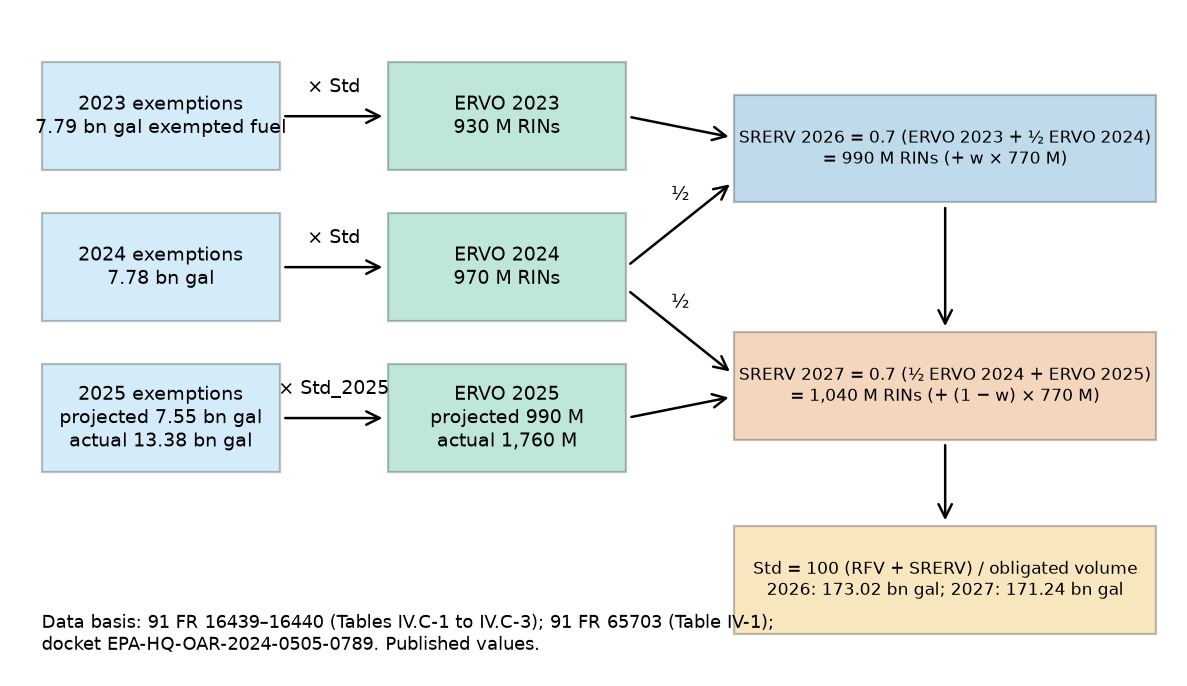 2023 exemptions
7.79 bn gal exempted fuel
× Std
ERVO 2023
930 M RINs
SRERV 2026 = 0.7 (ERVO 2023 + ½ ERVO 2024)
= 990 M RINs (+ w × 770 M)
½
2024 exemptions
7.78 bn gal
× Std
ERVO 2024
970 M RINs
½
SRERV 2027 = 0.7 (½ ERVO 2024 + ERVO 2025)
= 1,040 M RINs (+ (1 − w) × 770 M)
2025 exemptions
projected 7.55 bn gal
actual 13.38 bn gal
× Std_2025
ERVO 2025
projected 990 M
actual 1,760 M
Std = 100 (RFV + SRERV) / obligated volume
2026: 173.02 bn gal; 2027: 171.24 bn gal
Data basis: 91 FR 16439–16440 (Tables IV.C-1 to IV.C-3); 91 FR 65703 (Table IV-1);
docket EPA-HQ-OAR-2024-0505-0789. Published values.